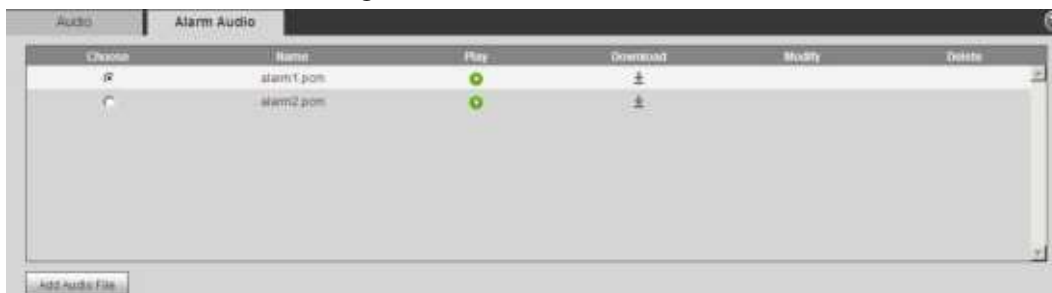 Audio Alarm Audio
Choose Name Play Download Modify Delete
alarm1.pcm
alarm2.pcm
Add Audio File